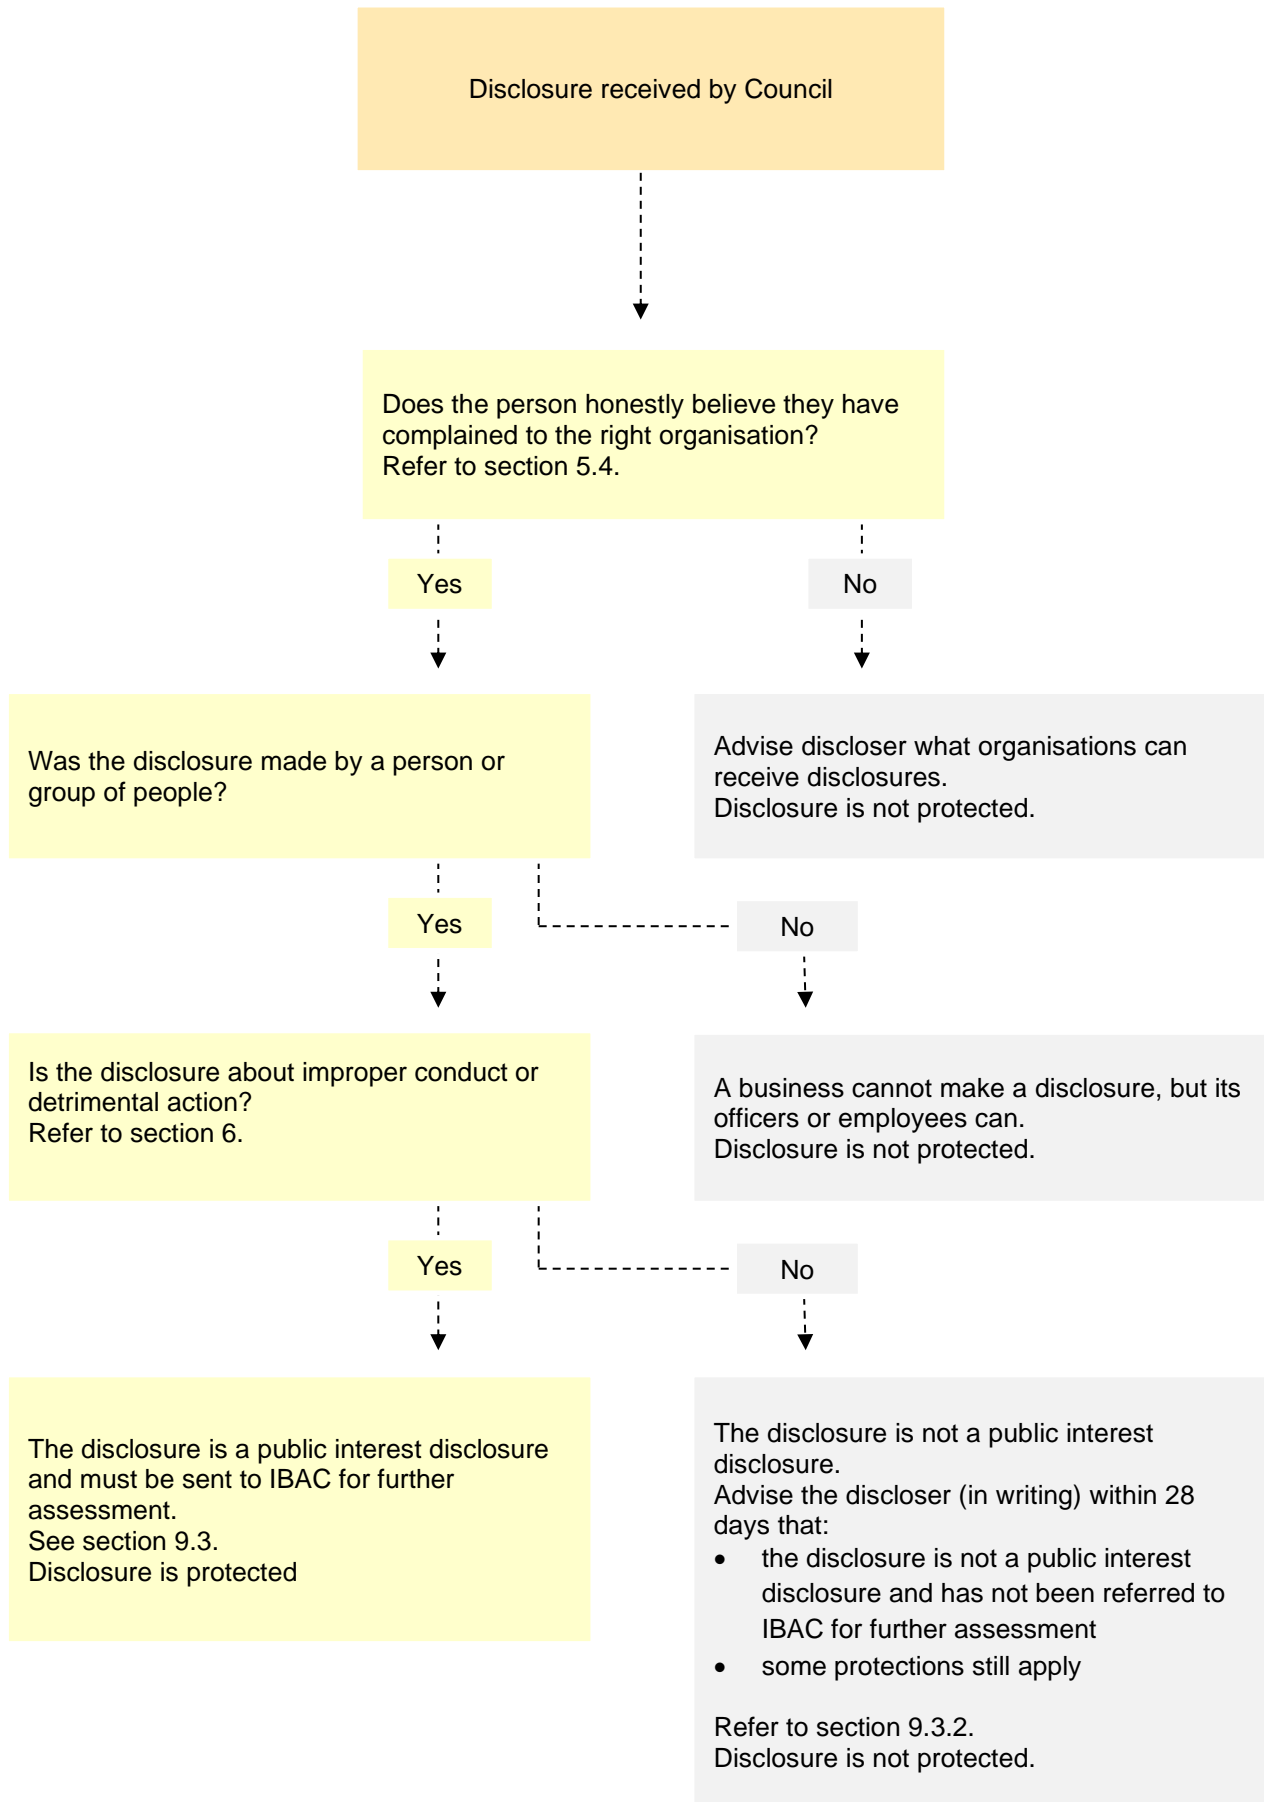 Disclosure received by Council
Does the person honestly believe they have
complained to the right organisation?
Refer to section 5.4.
Yes
No
Was the disclosure made by a person or
group of people?
Advise discloser what organisations can
receive disclosures.
Disclosure is not protected.
Yes
No
Is the disclosure about improper conduct or
detrimental action?
Refer to section 6.
A business cannot make a disclosure, but its
officers or employees can.
Disclosure is not protected.
Yes
No
The disclosure is a public interest disclosure
and must be sent to IBAC for further
assessment.
See section 9.3.
Disclosure is protected
The disclosure is not a public interest
disclosure.
Advise the discloser (in writing) within 28
days that:
• the disclosure is not a public interest
disclosure and has not been referred to
IBAC for further assessment
• some protections still apply
Refer to section 9.3.2.
Disclosure is not protected.